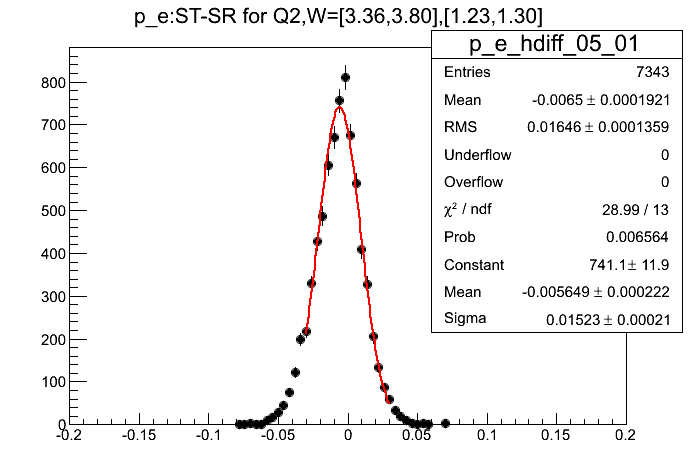 p_e:ST-SR for Q2,W=[3.36,3.80],[1.23,1.30]
p_e_hdiff_05_01
Entries 7343
Mean -0.0065 ± 0.0001921
RMS 0.01646 ± 0.0001359
Underflow 0
Overflow 0
χ² / ndf 28.99 / 13
Prob 0.006564
Constant 741.1± 11.9
Mean -0.005649 ± 0.000222
Sigma 0.01523 ± 0.00021
800
700
600
500
400
300
200
100
0
-0.2 -0.15 -0.1 -0.05 0 0.05 0.1 0.15 0.2